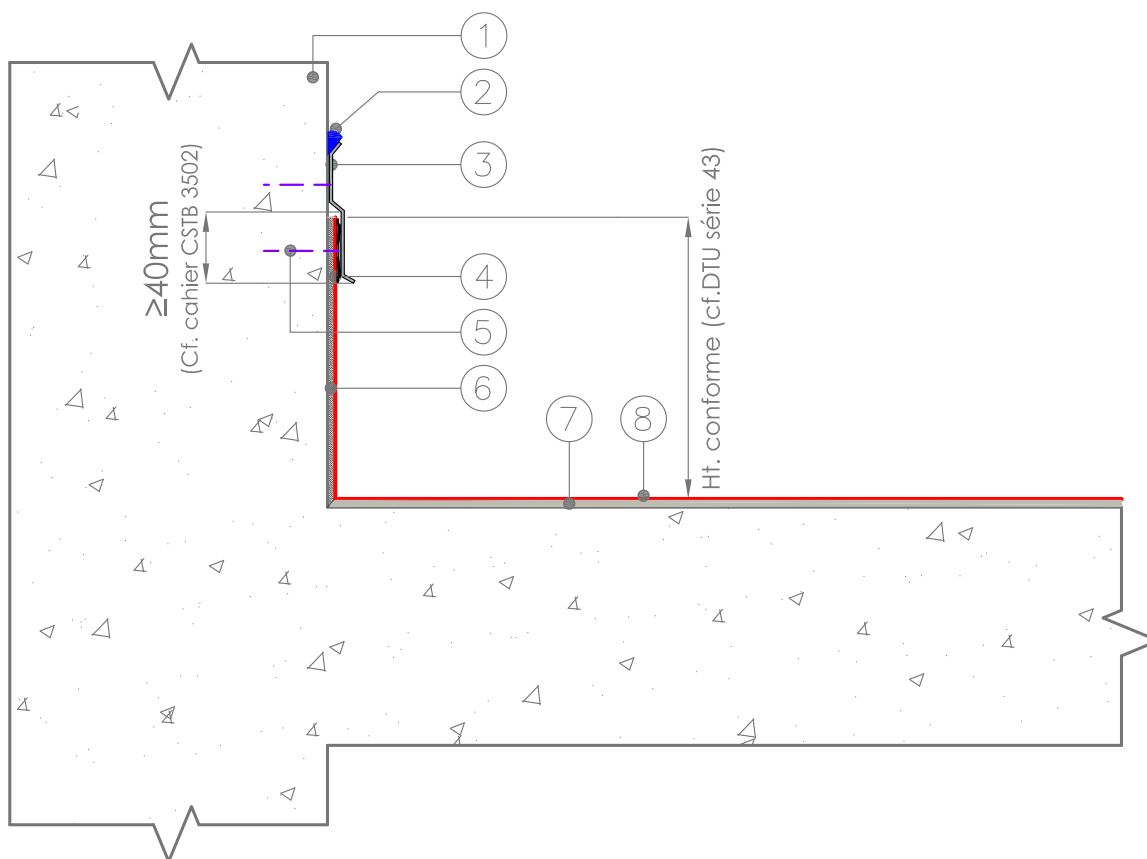 1
2
3
4
5
6
7
8
≥40mm
(Cf. cahier CSTB 3502)
Ht. conforme (cf.DTU série 43)